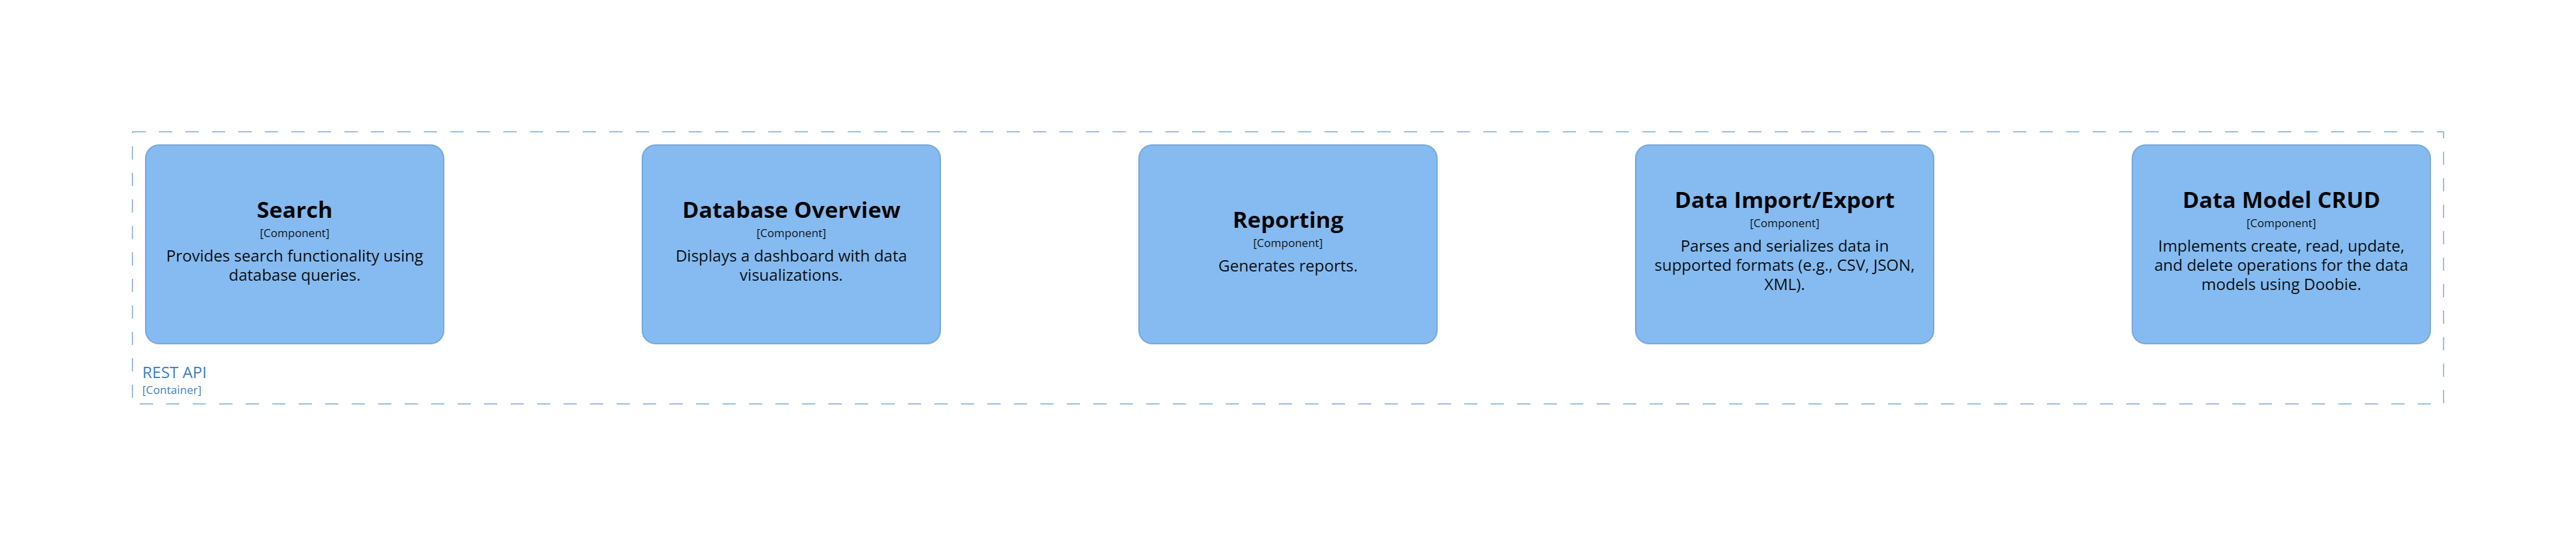 Search
[Component]
Provides search functionality using
database queries.
Database Overview
[Component]
Displays a dashboard with data
visualizations.
Reporting
[Component]
Generates reports.
Data Import/Export
[Component]
Parses and serializes data in
supported formats (e.g., CSV, JSON,
XML).
Data Model CRUD
[Component]
Implements create, read, update,
and delete operations for the data
models using Doobie.
REST API
[Container]